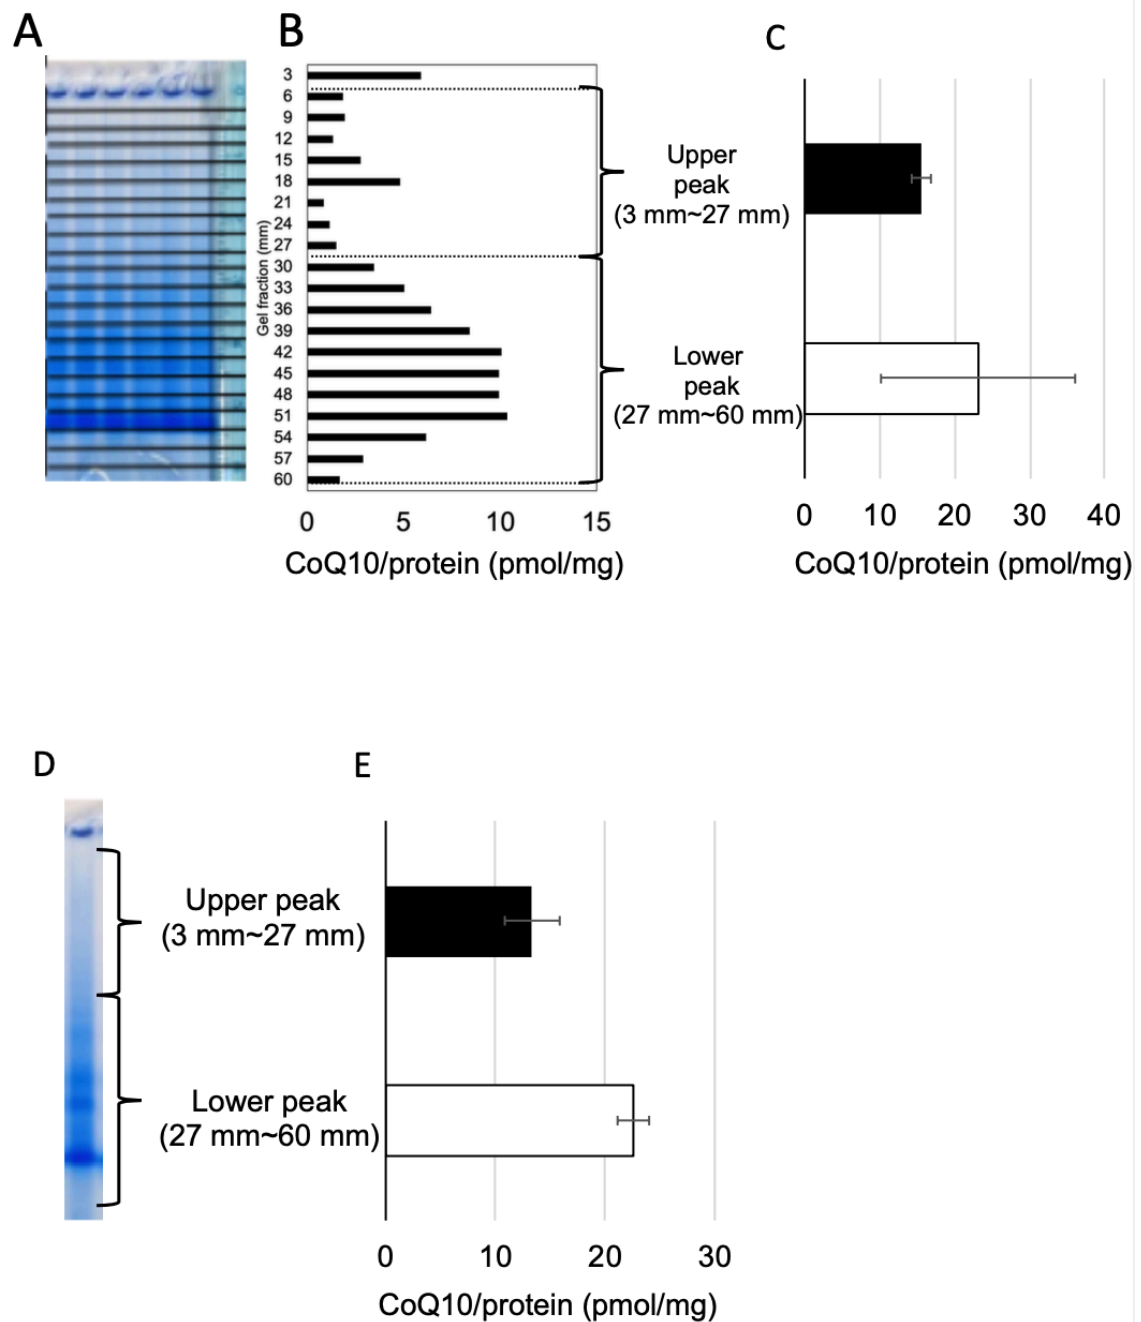 A
B
C
Gel fraction (mm)
3
6
9
12
15
18
21
24
27
30
33
36
39
42
45
48
51
54
57
60
0 5 10 15
CoQ10/protein (pmol/mg)
Upper
peak
(3 mm~27 mm)
Lower
peak
(27 mm~60 mm)
0 10 20 30 40
CoQ10/protein (pmol/mg)
D
E
Upper peak
(3 mm~27 mm)
Lower peak
(27 mm~60 mm)
0 10 20 30
CoQ10/protein (pmol/mg)